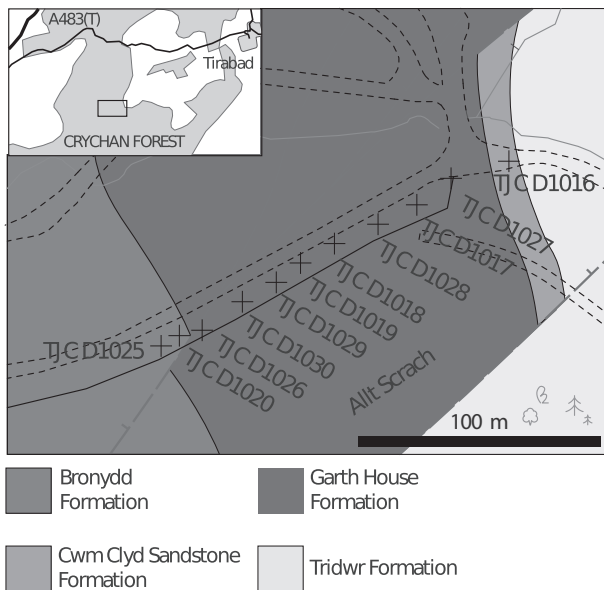 A483(T)
Tirabad
CRYCHAN FOREST
TJCD1016
TJCD1027
TJCD1017
TJCD1028
TJCD1018
TJCD1019
TJCD1029
TJCD1030
TJCD1025
TJCD1026
TJCD1020
Allt Scrach
100 m
Bronydd
Formation
Garth House
Formation
Cwm Clyd Sandstone
Formation
Tridwr Formation